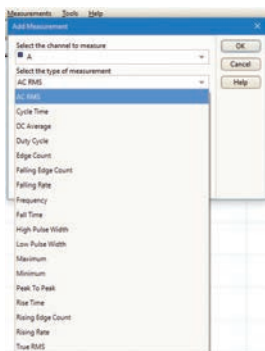 Measurements Tools Help
Add Measurement
Select the channel to measure
A
Select the type of measurement
AC RMS
OK
Cancel
Help
AC RMS
Cycle Time
DC Average
Duty Cycle
Edge Count
Falling Edge Count
Falling Rate
Frequency
Fall Time
High Pulse Width
Low Pulse Width
Maximum
Minimum
Peak To Peak
Rise Time
Rising Edge Count
Rising Rate
True RMS